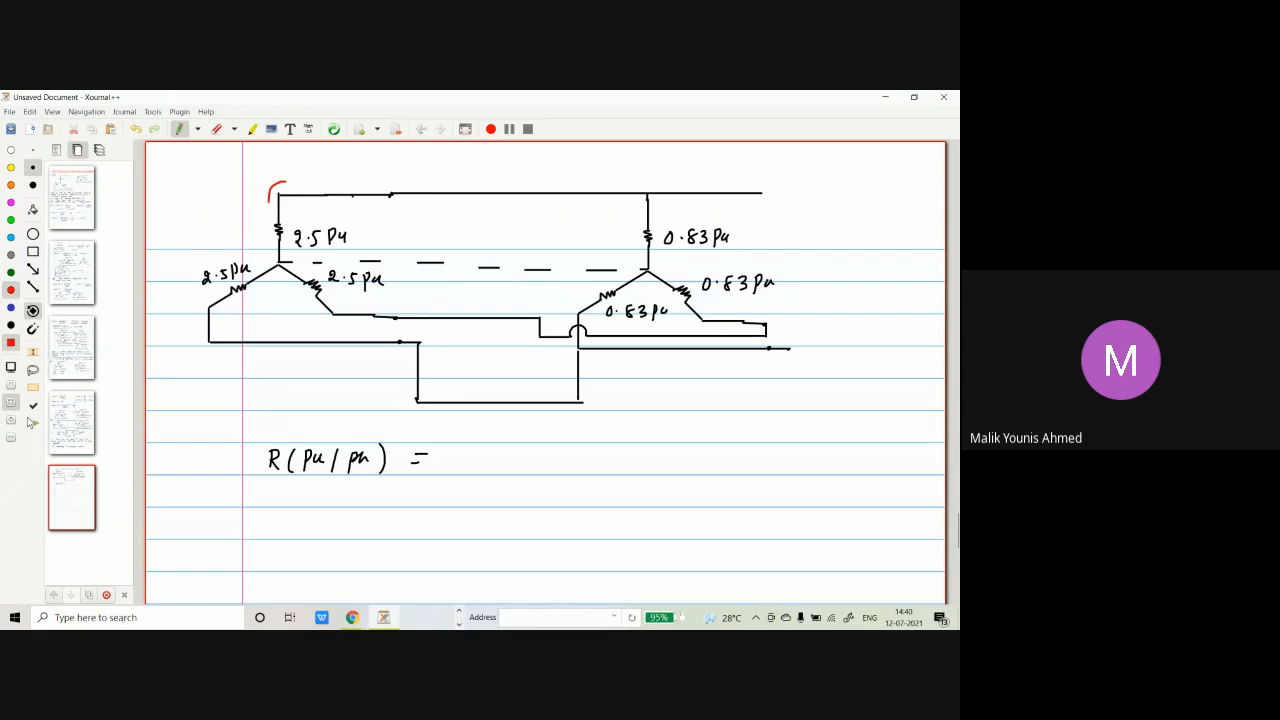 Unsaved Document - Xournal++
File Edit View Navigation Journal Tools Plugin Help
2.5 pu
0.83 pu
2.5 pu
2.5 pu
0.83 pu
0.83 pu
R ( pu / pu ) =
Malik Younis Ahmed
M
Type here to search
Address
95%
28°C
ENG
14:40
12-07-2021